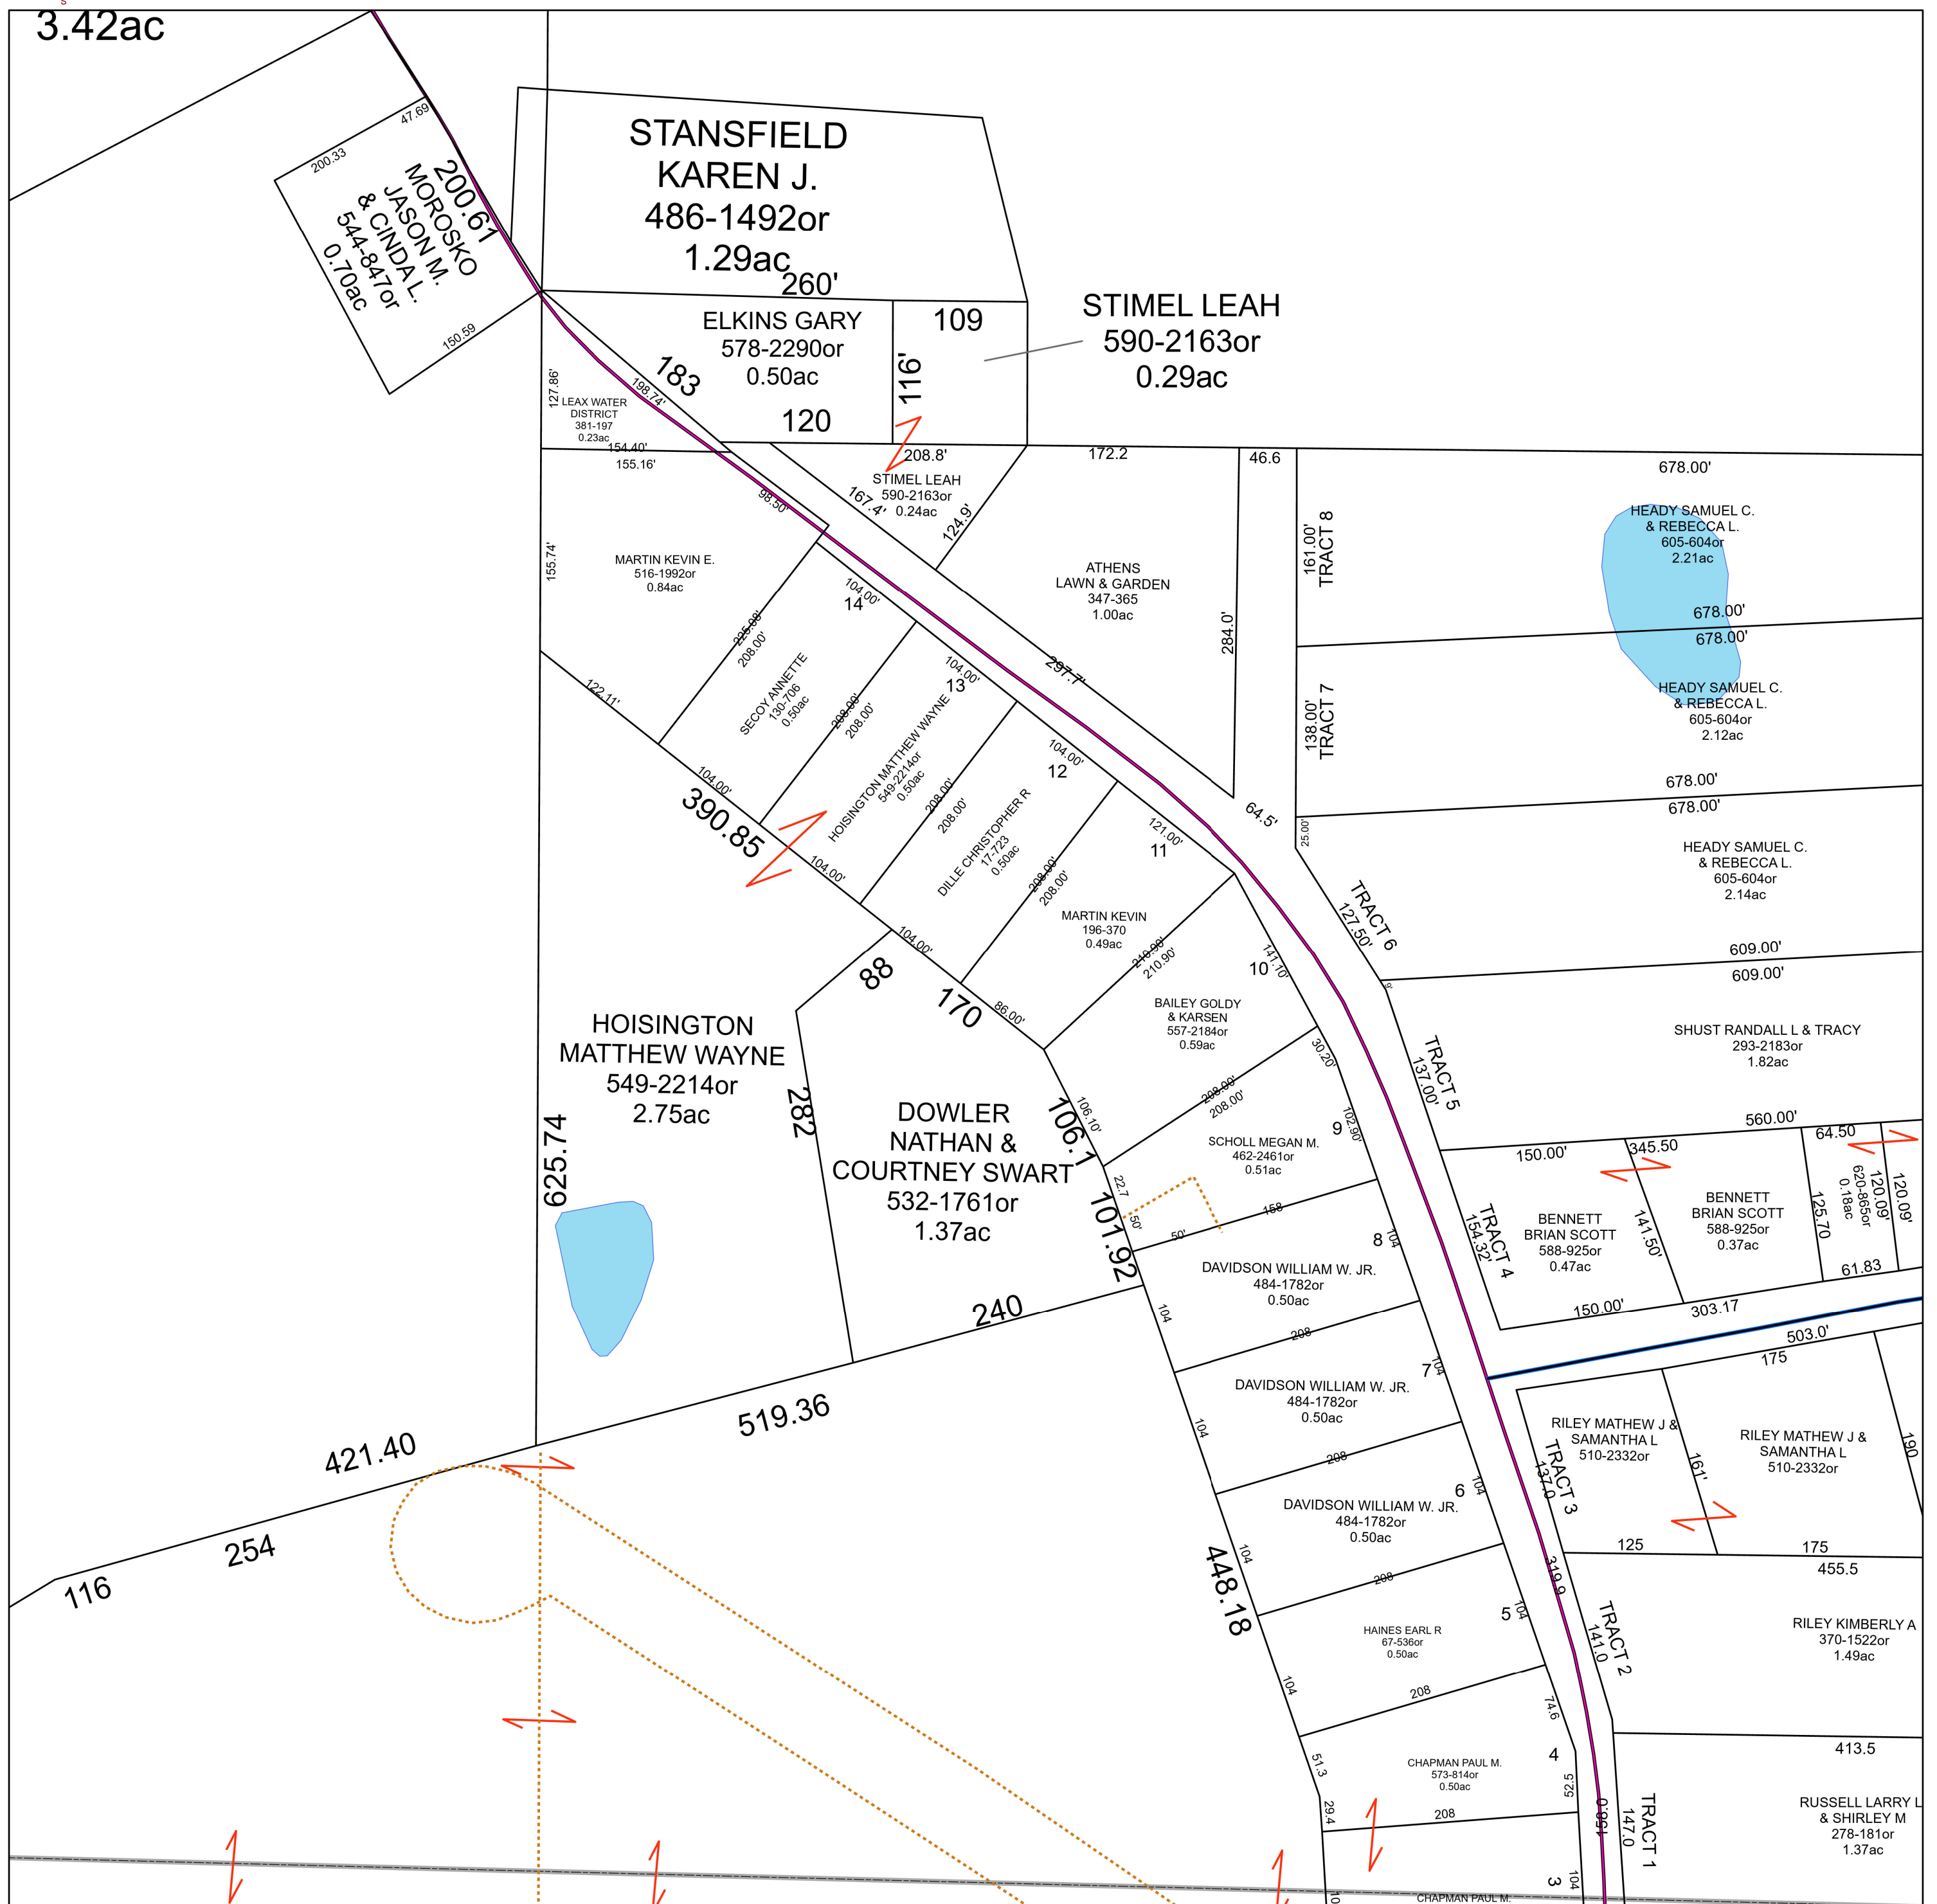 S
3.42ac
47.69
200.33
200.61
MOROSKO
JASON M.
& CINDA L.
544-847or
0.70ac
150.59
STANSFIELD
KAREN J.
486-1492or
1.29ac
260'
ELKINS GARY
578-2290or
0.50ac
120
183
109
116'
STIMEL LEAH
590-2163or
0.29ac
127.86'
198.74'
LEAX WATER
DISTRICT
381-197
0.23ac
154.40'
155.16'
98.50'
208.8'
STIMEL LEAH
590-2163or
0.24ac
167.4'
124.9'
172.2
46.6
678.00'
ATHENS
LAWN & GARDEN
347-365
1.00ac
284.0'
297.7'
161.00'
TRACT 8
HEADY SAMUEL C.
& REBECCA L.
605-604or
2.21ac
678.00'
678.00'
138.00'
TRACT 7
HEADY SAMUEL C.
& REBECCA L.
605-604or
2.12ac
678.00'
678.00'
155.74'
MARTIN KEVIN E.
516-1992or
0.84ac
225.08'
208.00'
122.11'
104.00'
14
SECOY ANNETTE
130-706
0.50ac
104.00'
208.00'
208.00'
104.00'
13
HOISINGTON MATTHEW WAYNE
549-2214or
0.50ac
390.85
104.00'
208.00'
208.00'
104.00'
12
DILLE CHRISTOPHER R
17-723
0.50ac
104.00'
208.00'
208.00'
121.00'
11
MARTIN KEVIN
196-370
0.49ac
86.00'
210.90'
210.90'
64.5'
25.00'
TRACT 6
127.50'
HEADY SAMUEL C.
& REBECCA L.
605-604or
2.14ac
609.00'
609.00'
9'
141.10'
10
BAILEY GOLDY
& KARSEN
557-2184or
0.59ac
30.20'
106.10'
208.00'
208.00'
88
170
HOISINGTON
MATTHEW WAYNE
549-2214or
2.75ac
625.74
282
DOWLER
NATHAN &
COURTNEY SWART
532-1761or
1.37ac
106.1
101.92
240
519.36
421.40
254
116
SHUST RANDALL L & TRACY
293-2183or
1.82ac
TRACT 5
137.00'
560.00'
102.90'
9
SCHOLL MEGAN M.
462-2461or
0.51ac
22.7
50'
50'
158
150.00'
345.50
64.50
TRACT 4
154.32'
BENNETT
BRIAN SCOTT
588-925or
0.47ac
141.50'
BENNETT
BRIAN SCOTT
588-925or
0.37ac
125.70
620-865or
0.18ac
120.09'
120.09'
61.83
150.00'
303.17
503.0'
175
8
104
DAVIDSON WILLIAM W. JR.
484-1782or
0.50ac
104
208
7
104
DAVIDSON WILLIAM W. JR.
484-1782or
0.50ac
104
208
6
104
DAVIDSON WILLIAM W. JR.
484-1782or
0.50ac
104
208
448.18
5
104
HAINES EARL R
67-536or
0.50ac
104
208
74.6
4
CHAPMAN PAUL M.
573-814or
0.50ac
51.3
52.5
29.4
208
3
104
CHAPMAN PAUL M.
TRACT 3
137.0
RILEY MATHEW J &
SAMANTHA L
510-2332or
161'
RILEY MATHEW J &
SAMANTHA L
510-2332or
190
125
175
455.5
319.9
TRACT 2
141.0
RILEY KIMBERLY A
370-1522or
1.49ac
413.5
158.0
147.0
TRACT 1
RUSSELL LARRY L
& SHIRLEY M
278-181or
1.37ac